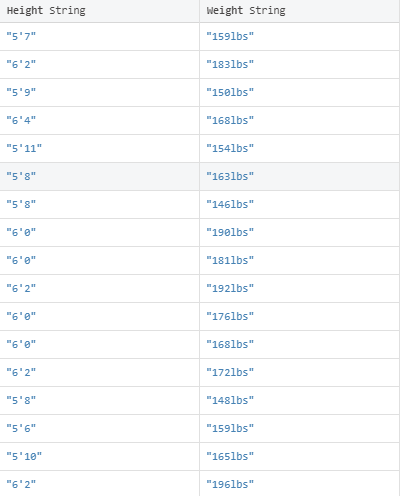 Height String Weight String
"5'7" "159lbs"
"6'2" "183lbs"
"5'9" "150lbs"
"6'4" "168lbs"
"5'11" "154lbs"
"5'8" "163lbs"
"5'8" "146lbs"
"6'0" "190lbs"
"6'0" "181lbs"
"6'2" "192lbs"
"6'0" "176lbs"
"6'0" "168lbs"
"6'2" "172lbs"
"5'8" "148lbs"
"5'6" "159lbs"
"5'10" "165lbs"
"6'2" "196lbs"